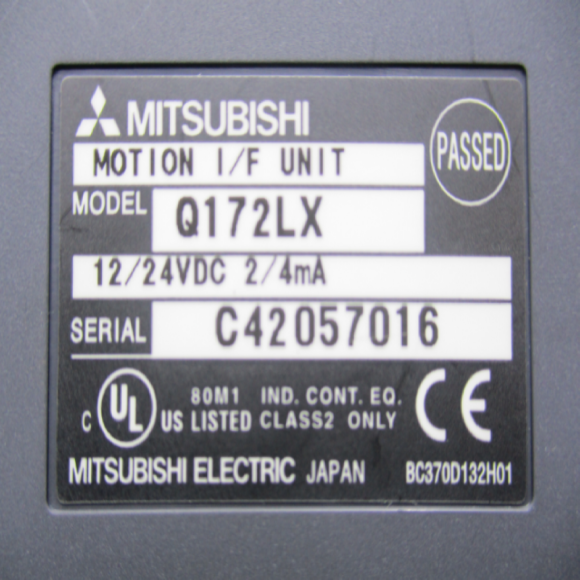 MITSUBISHI
PASSED
MOTION I/F UNIT
MODEL Q172LX
12/24VDC 2/4mA
SERIAL C42057016
C UL US LISTED 80M1 IND. CONT. EQ.
CLASS2 ONLY CE
MITSUBISHI ELECTRIC JAPAN BC370D132H01